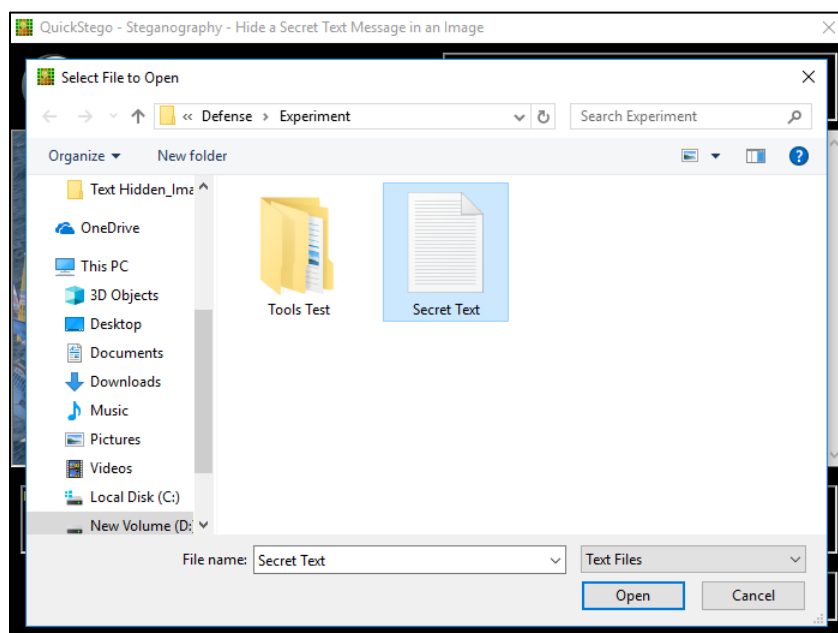 QuickStego - Steganography - Hide a Secret Text Message in an Image
Select File to Open
« Defense > Experiment
Search Experiment
Organize
New folder
Text Hidden_Ima
OneDrive
This PC
3D Objects
Desktop
Documents
Downloads
Music
Pictures
Videos
Local Disk (C:)
New Volume (D:
Tools Test
Secret Text
File name: Secret Text
Text Files
Open
Cancel